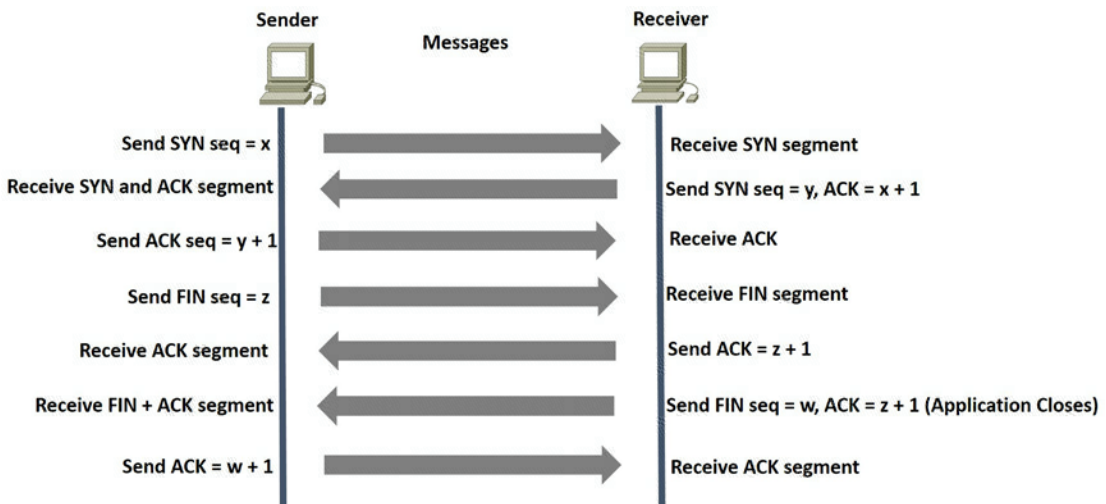 Sender
Receiver
Messages
Send SYN seq = x
Receive SYN segment
Receive SYN and ACK segment
Send SYN seq = y, ACK = x + 1
Send ACK seq = y + 1
Receive ACK
Send FIN seq = z
Receive FIN segment
Receive ACK segment
Send ACK = z + 1
Receive FIN + ACK segment
Send FIN seq = w, ACK = z + 1 (Application Closes)
Send ACK = w + 1
Receive ACK segment